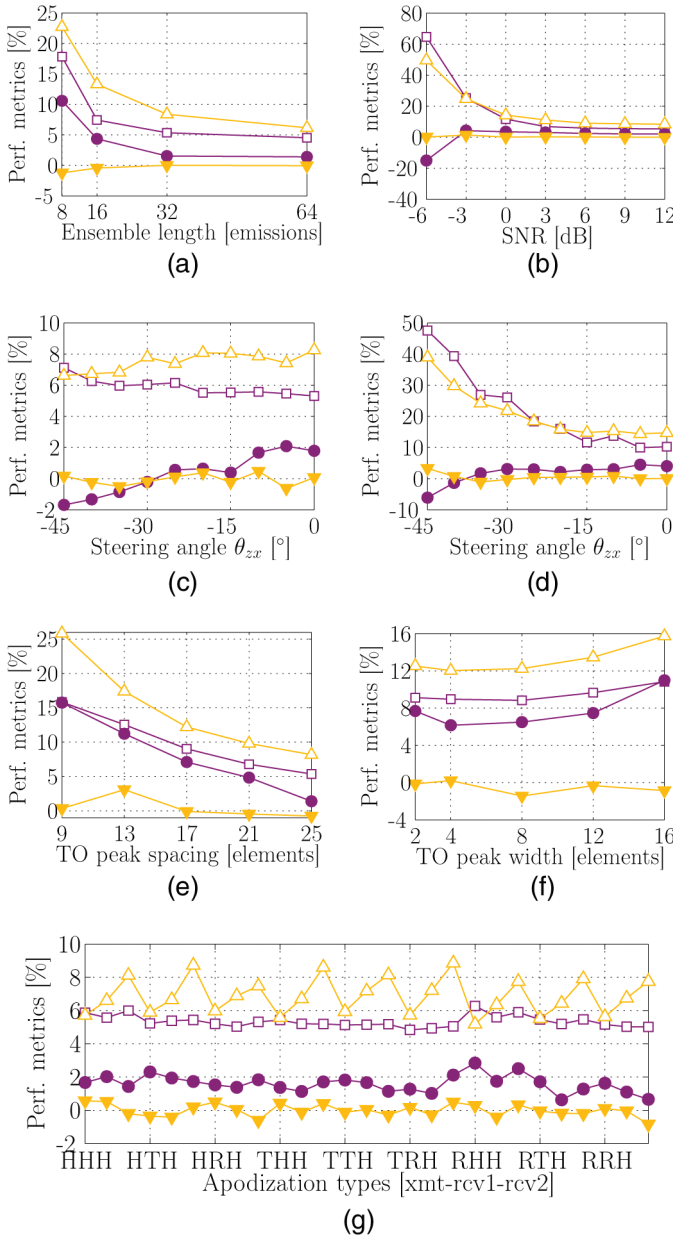 Perf. metrics [%]
25
20
15
10
5
0
-5
8 16 32 64
Ensemble length [emissions]
(a)
Perf. metrics [%]
80
60
40
20
0
-20
-40
-6 -3 0 3 6 9 12
SNR [dB]
(b)
Perf. metrics [%]
10
8
6
4
2
0
-2
-45 -30 -15 0
Steering angle θzx [°]
(c)
Perf. metrics [%]
50
40
30
20
10
0
-10
-45 -30 -15 0
Steering angle θzx [°]
(d)
Perf. metrics [%]
25
20
15
10
5
0
9 13 17 21 25
TO peak spacing [elements]
(e)
Perf. metrics [%]
16
12
8
4
0
-4
2 4 8 12 16
TO peak width [elements]
(f)
Perf. metrics [%]
10
8
6
4
2
0
-2
HHH HTH HRH THH TTH TRH RHH RTH RRH
Apodization types [xmt-rcv1-rcv2]
(g)